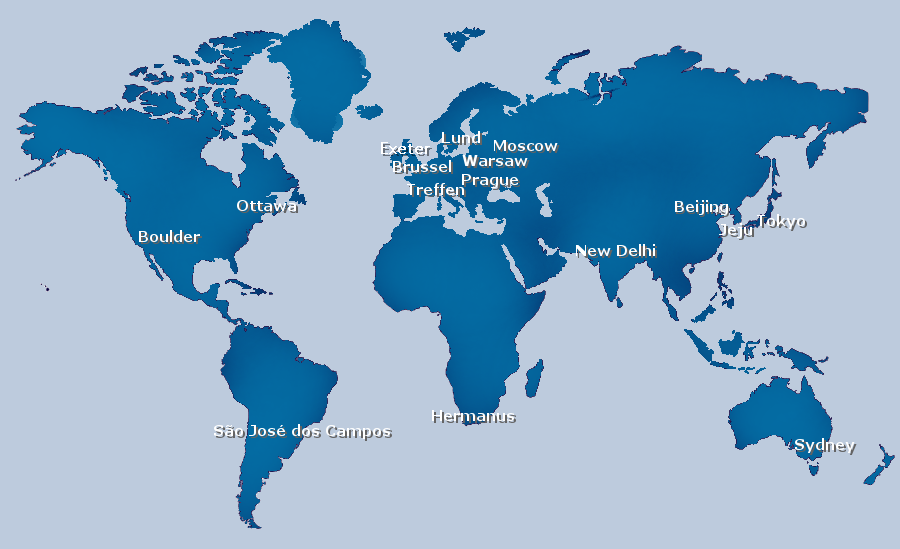 Lund
Moscow
Exeter
Warsaw
Brussel
Prague
Treffen
Ottawa
Beijing
Tokyo
Jeju
Boulder
New Delhi
Hermanus
São José dos Campos
Sydney